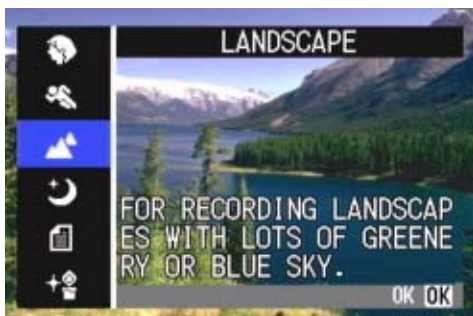 LANDSCAPE
FOR RECORDING LANDSCAP
ES WITH LOTS OF GREENE
RY OR BLUE SKY.
OK OK